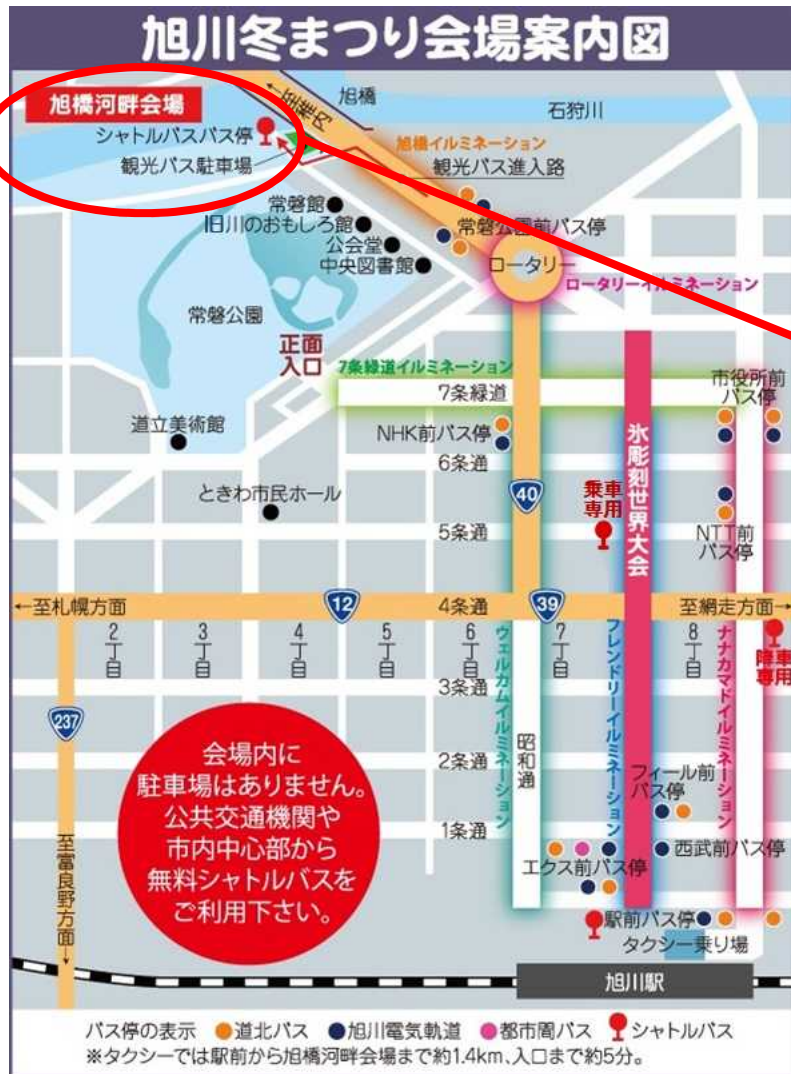 旭川冬まつり会場案内図
旭橋河畔会場
至稚内
旭橋
石狩川
シャトルバスバス停
観光バス駐車場
旭橋イルミネーション
観光バス進入路
常磐館
旧川のおもしろ館
公会堂
中央図書館
常磐公園前バス停
ロータリー
ロータリーイルミネーション
常磐公園
正面
入口
7条緑道イルミネーション
7条緑道
市役所前
バス停
道立美術館
NHK前バス停
6条通
氷彫刻世界大会
ときわ市民ホール
40
乗車
専用
5条通
NTT前
バス停
←至札幌方面
12
4条通
39
至網走方面→
2丁目
3丁目
4丁目
5丁目
6丁目
ウェルカムイルミネーション
7丁目
フレンドリーイルミネーション
8丁目
ナナカマドイルミネーション
降車
専用
3条通
237
会場内に
駐車場はありません。
公共交通機関や
市内中心部から
無料シャトルバスを
ご利用下さい。
2条通
昭和通
フィール前
バス停
1条通
至富良野方面→
エクス前バス停
西武前バス停
駅前バス停
タクシー乗り場
旭川駅
バス停の表示 ●道北バス ●旭川電気軌道 ●都市間バス シャトルバス
※タクシーでは駅前から旭橋河畔会場まで約1.4km、入口まで約5分。